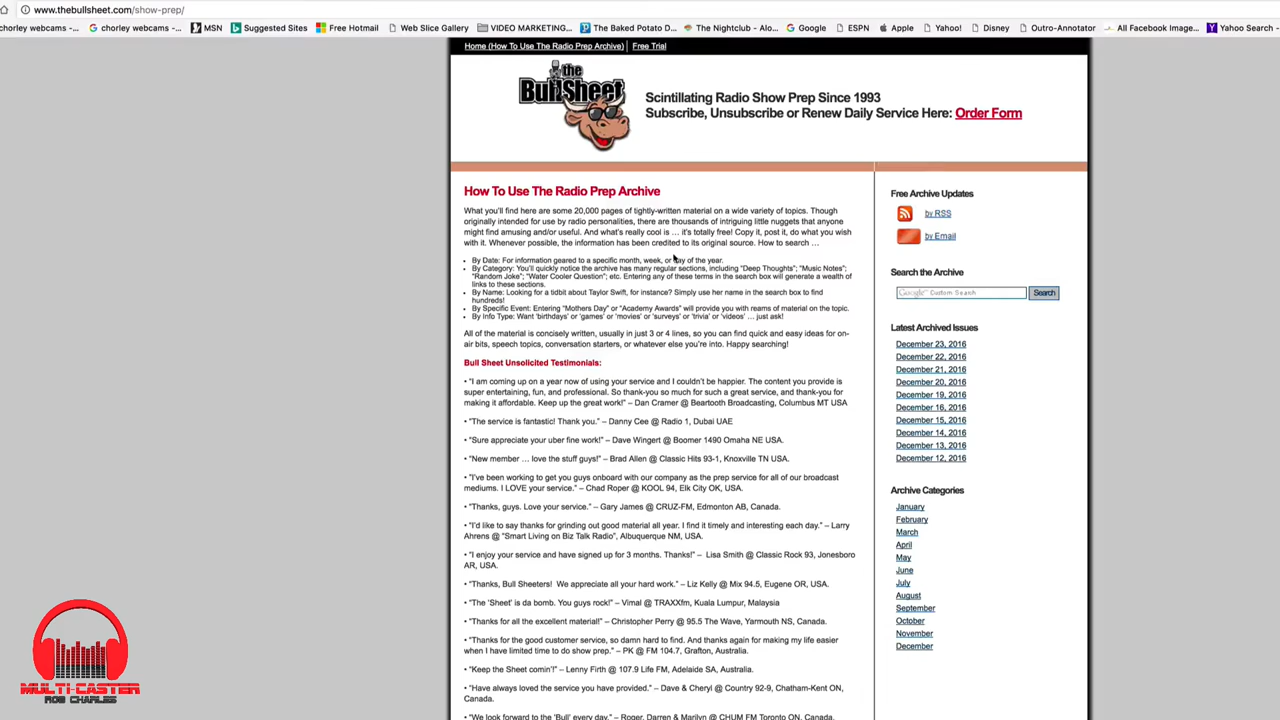 www.thebullsheet.com/show-prep/
chorley webcams -...
chorley webcams -...
MSN
Suggested Sites
Free Hotmail
Web Slice Gallery
VIDEO MARKETING...
The Baked Potato D...
The Nightclub - Alo...
Google
ESPN
Apple
Yahoo!
Disney
Outro-Annotator
All Facebook Image...
Yahoo Search -
Home (How To Use The Radio Prep Archive)
Free Trial
the
BullSheet
Scintillating Radio Show Prep Since 1993
Subscribe, Unsubscribe or Renew Daily Service Here: Order Form
How To Use The Radio Prep Archive
What you'll find here are some 20,000 pages of tightly-written material on a wide variety of topics. Though
originally intended for use by radio personalities, there are thousands of intriguing little nuggets that anyone
might find amusing and/or useful. And what's really cool is … it's totally free! Copy it, post it, do what you wish
with it. Whenever possible, the information has been credited to its original source. How to search …
• By Date: For information geared to a specific month, week, or day of the year.
• By Category: You'll quickly notice the archive has many regular sections, including "Deep Thoughts"; "Music Notes";
"Random Joke"; "Water Cooler Question"; etc. Entering any of these terms in the search box will generate a wealth of
links to these sections.
• By Name: Looking for a tidbit about Taylor Swift, for instance? Simply use her name in the search box to find
hundreds!
• By Specific Event: Entering "Mothers Day" or "Academy Awards" will provide you with reams of material on the topic.
• By Info Type: Want 'birthdays' or 'games' or 'movies' or 'surveys' or 'trivia' or 'videos' … just ask!
All of the material is concisely written, usually in just 3 or 4 lines, so you can find quick and easy ideas for on-
air bits, speech topics, conversation starters, or whatever else you're into. Happy searching!
Bull Sheet Unsolicited Testimonials:
• "I am coming up on a year now of using your service and I couldn't be happier. The content you provide is
super entertaining, fun, and professional. So thank-you so much for such a great service, and thank-you for
making it affordable. Keep up the great work!" – Dan Cramer @ Beartooth Broadcasting, Columbus MT USA
• "The service is fantastic! Thank you." – Danny Cee @ Radio 1, Dubai UAE
• "Sure appreciate your uber fine work!" – Dave Wingert @ Boomer 1490 Omaha NE USA.
• "New member … love the stuff guys!" – Brad Allen @ Classic Hits 93-1, Knoxville TN USA.
• "I've been working to get you guys onboard with our company as the prep service for all of our broadcast
mediums. I LOVE your service." – Chad Roper @ KOOL 94, Elk City OK, USA.
• "Thanks, guys. Love your service." – Gary James @ CRUZ-FM, Edmonton AB, Canada.
• "I'd like to say thanks for grinding out good material all year. I find it timely and interesting each day." – Larry
Ahrens @ "Smart Living on Biz Talk Radio", Albuquerque NM, USA.
• "I enjoy your service and have signed up for 3 months. Thanks!" – Lisa Smith @ Classic Rock 93, Jonesboro
AR, USA.
• "Thanks, Bull Sheeters! We appreciate all your hard work." – Liz Kelly @ Mix 94.5, Eugene OR, USA.
• "The 'Sheet' is da bomb. You guys rock!" – Vimal @ TRAXXfm, Kuala Lumpur, Malaysia
• "Thanks for all the excellent material!" – Christopher Perry @ 95.5 The Wave, Yarmouth NS, Canada.
• "Thanks for the good customer service, so damn hard to find. And thanks again for making my life easier
when I have limited time to do show prep." – PK @ FM 104.7, Grafton, Australia.
• "Keep the Sheet comin'!" – Lenny Firth @ 107.9 Life FM, Adelaide SA, Australia.
• "Have always loved the service you have provided." – Dave & Cheryl @ Country 92-9, Chatham-Kent ON,
Canada.
• "We look forward to the 'Bull' every day." – Roger, Darren & Marilyn @ CHUM FM Toronto ON, Canada.
Free Archive Updates
by RSS
by Email
Search the Archive
Google Custom Search
Search
Latest Archived Issues
December 23, 2016
December 22, 2016
December 21, 2016
December 20, 2016
December 19, 2016
December 16, 2016
December 15, 2016
December 14, 2016
December 13, 2016
December 12, 2016
Archive Categories
January
February
March
April
May
June
July
August
September
October
November
December
MULTI-CASTER
ROB CHARLES